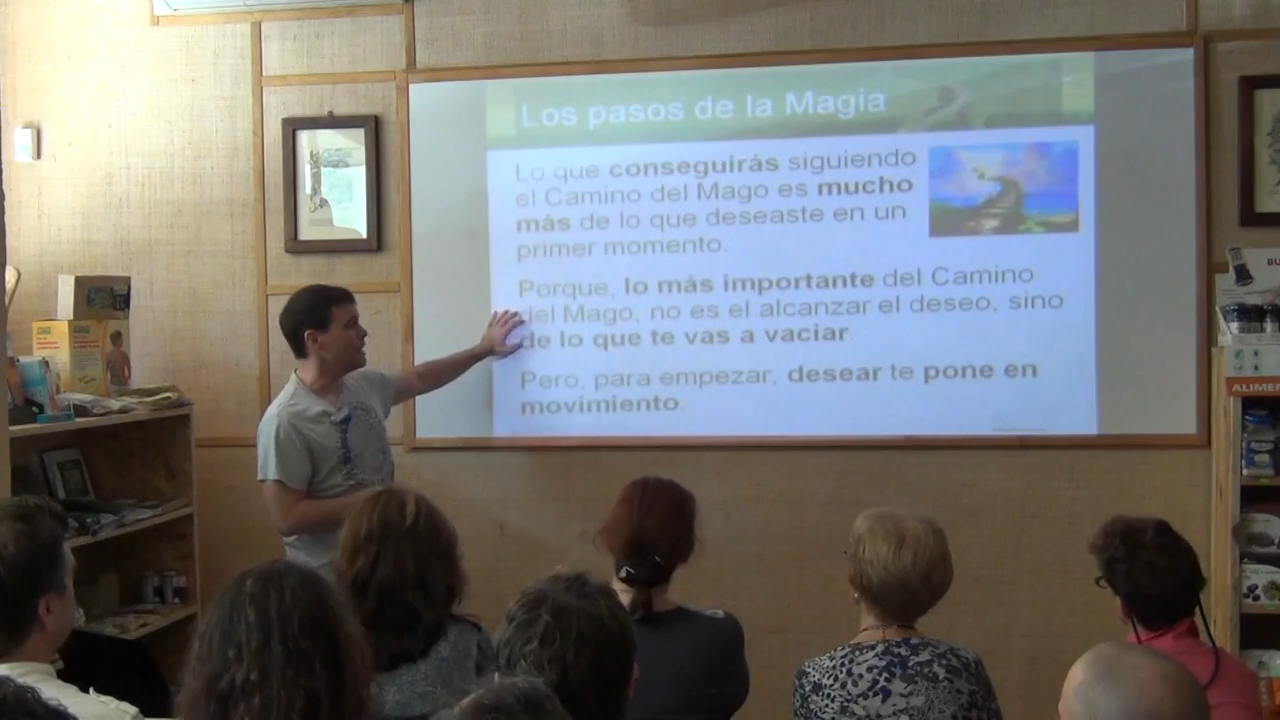 Los pasos de la Magia
Lo que conseguirás siguiendo
el Camino del Mago es mucho
más de lo que deseaste en un
primer momento.
Porque, lo más importante del Camino
del Mago, no es el alcanzar el deseo, sino
de lo que te vas a vaciar.
Pero, para empezar, desear te pone en
movimiento.
BU
ALIME